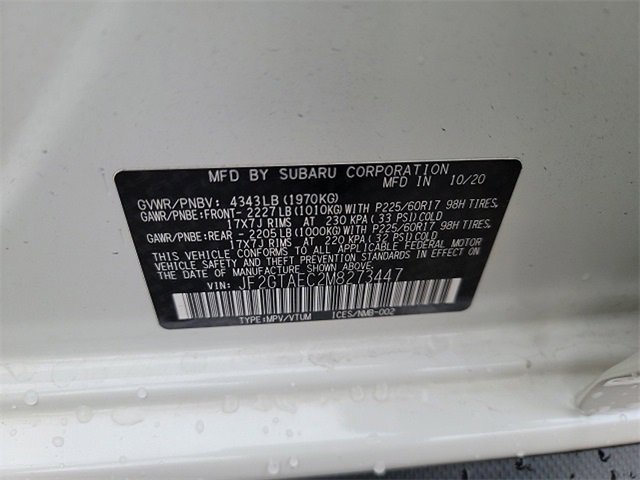 MFD BY SUBARU CORPORATION
MFD IN 10/20
GVWR/PNBV: 4343LB(1970KG)
GAWR/PNBE:FRONT- 2227LB(1010KG)WITH P225/60R17 98H TIRES,
17X7J RIMS AT 230 KPA(33 PSI)COLD
GAWR/PNBE:REAR - 2205LB(1000KG)WITH P225/60R17 98H TIRES,
17X7J RIMS AT 220 KPA(32 PSI)COLD
THIS VEHICLE CONFORMS TO ALL APPLICABLE FEDERAL MOTOR
VEHICLE SAFETY AND THEFT PREVENTION STANDARDS IN EFFECT ON
THE DATE OF MANUFACTURE SHOWN ABOVE.
VIN: JF2GTAEC2M8273447
TYPE:MPV/VTUM ICES/NMB-002